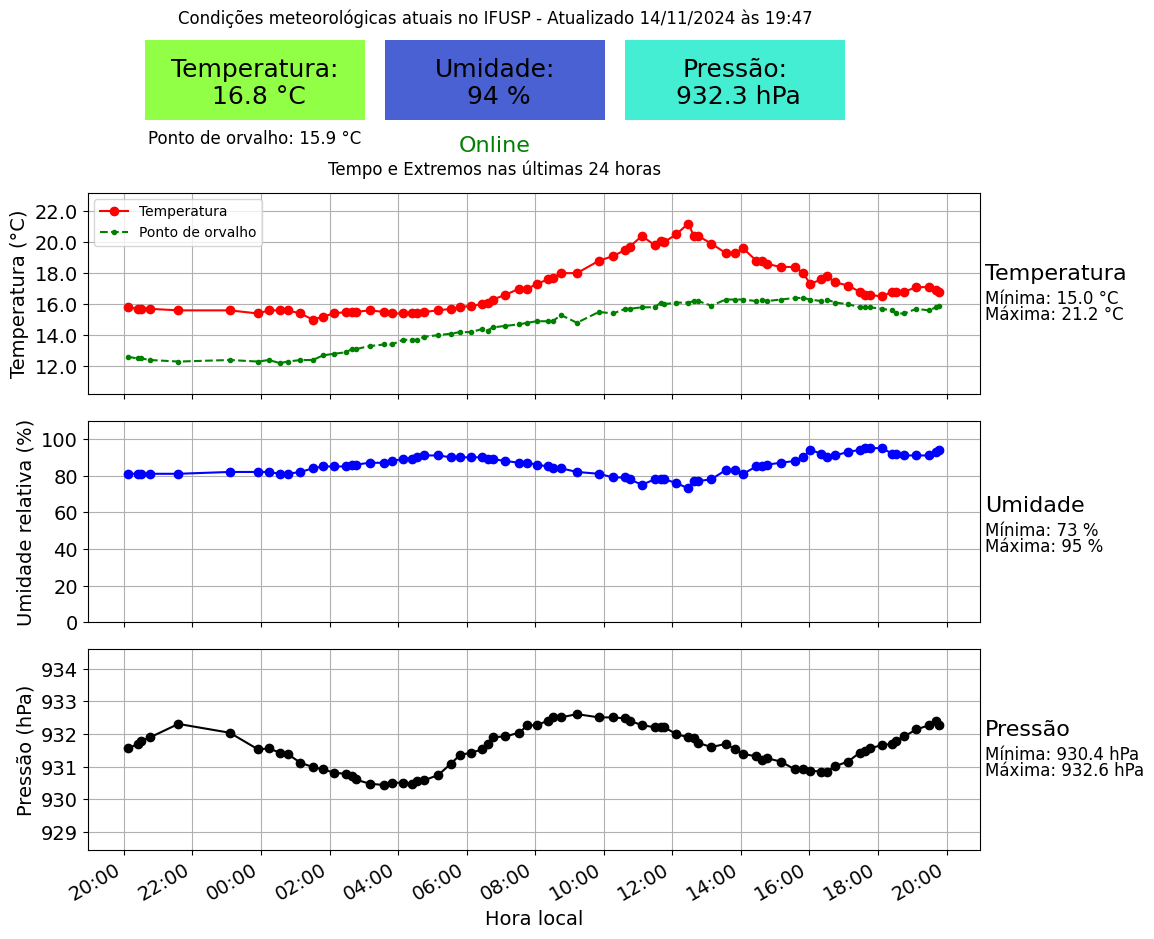 Condições meteorológicas atuais no IFUSP - Atualizado 14/11/2024 às 19:47
Temperatura:
16.8 °C
Umidade:
94 %
Pressão:
932.3 hPa
Ponto de orvalho: 15.9 °C
Online
Tempo e Extremos nas últimas 24 horas
Temperatura (°C)
22.0
20.0
18.0
16.0
14.0
12.0
Temperatura
Ponto de orvalho
Temperatura
Mínima: 15.0 °C
Máxima: 21.2 °C
Umidade relativa (%)
100
80
60
40
20
0
Umidade
Mínima: 73 %
Máxima: 95 %
Pressão (hPa)
934
933
932
931
930
929
Pressão
Mínima: 930.4 hPa
Máxima: 932.6 hPa
20:00 22:00 00:00 02:00 04:00 06:00 08:00 10:00 12:00 14:00 16:00 18:00 20:00
Hora local